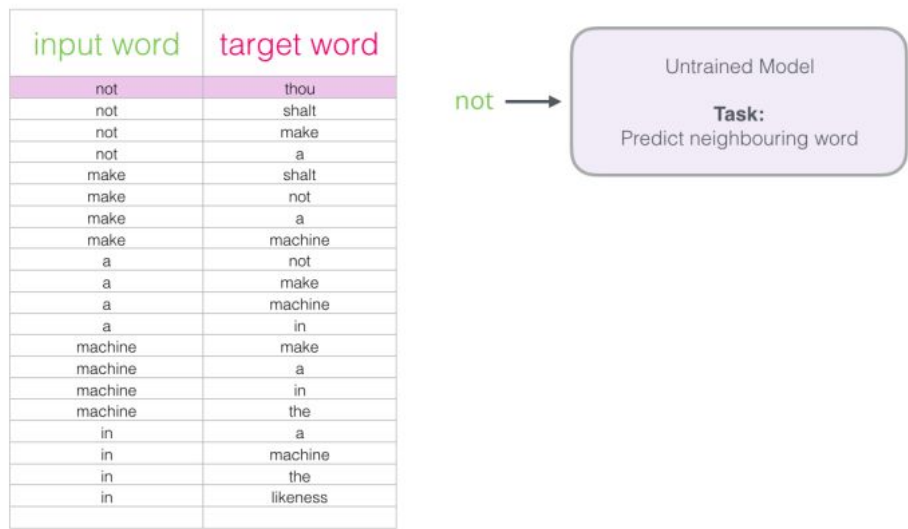 input word target word
not thou
not shalt
not make
not a
make shalt
make not
make a
make machine
a not
a make
a machine
a in
machine make
machine a
machine in
machine the
in a
in machine
in the
in likeness
not
Untrained Model
Task:
Predict neighbouring word